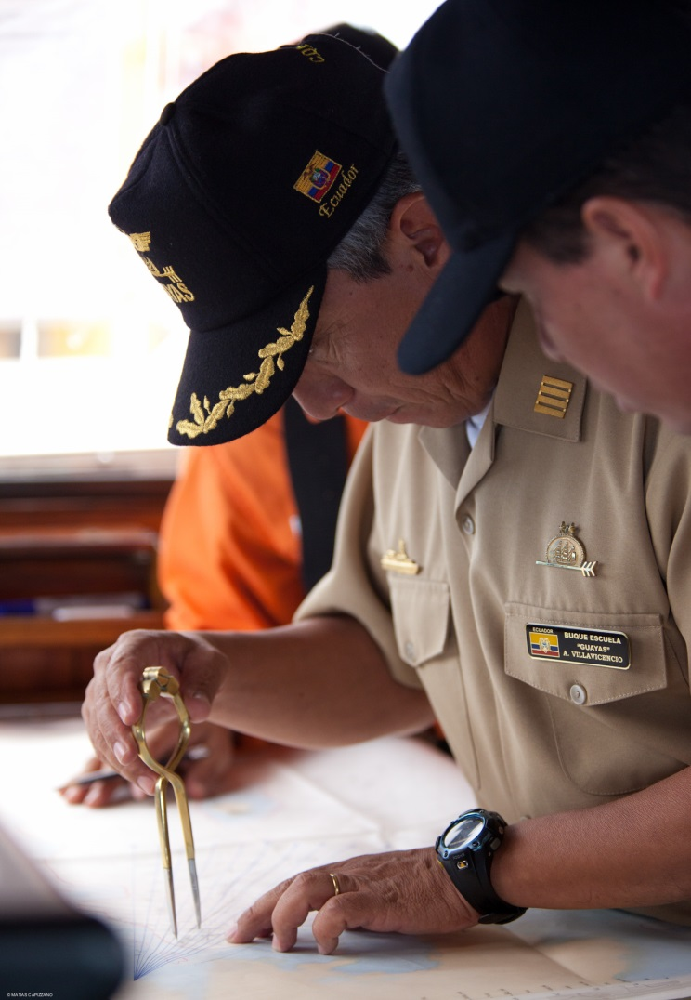 Ecuador
ECUADOR
BUQUE ESCUELA
"GUAYAS"
A. VILLAVICENCIO
© MATIAS CAPIZZANO